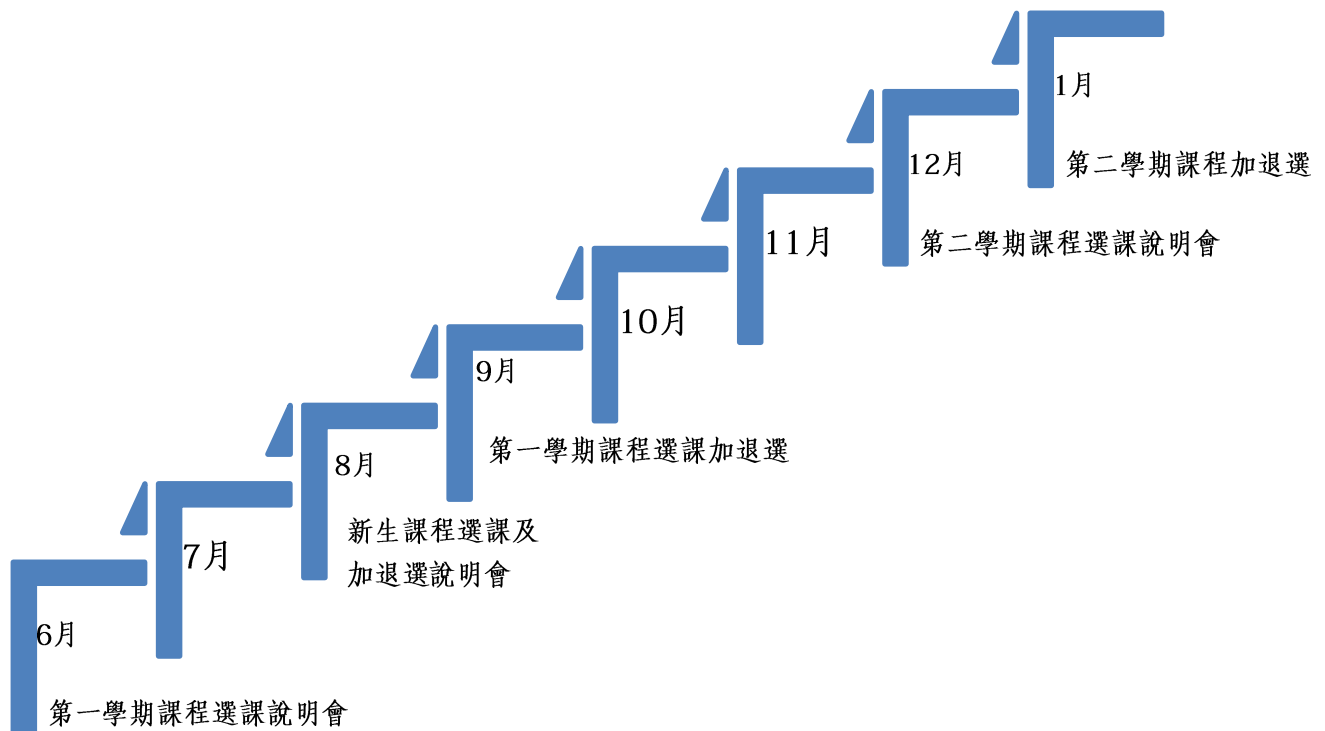 6月
第一學期課程選課說明會
7月
8月
新生課程選課及
加退選說明會
9月
第一學期課程選課加退選
10月
11月
12月
第二學期課程選課說明會
1月
第二學期課程加退選